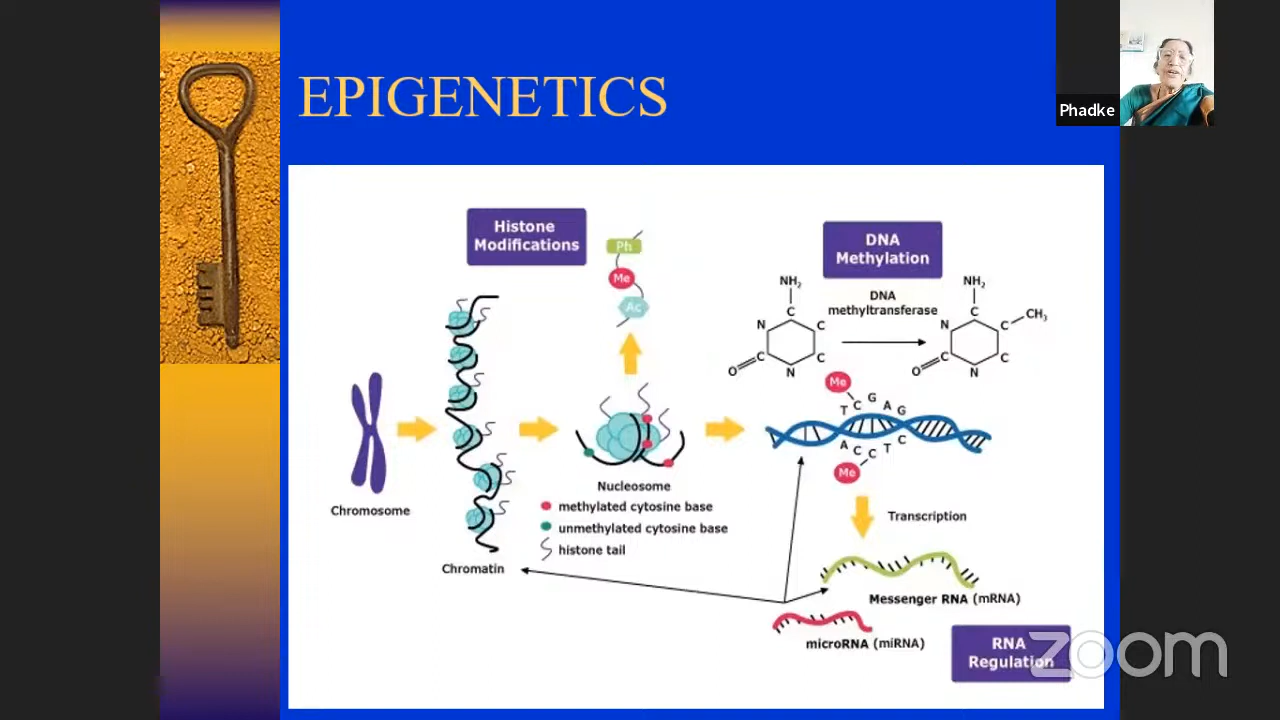 EPIGENETICS
Phadke
Histone
Modifications
Ph
Me
Ac
DNA
Methylation
NH₂
C
N
C
C
O
C
N
DNA
methyltransferase
NH₂
C
N
C
CH₃
C
O
C
N
Me
T C G A G
A C C T C
Me
Chromosome
Chromatin
Nucleosome
methylated cytosine base
unmethylated cytosine base
histone tail
Transcription
Messenger RNA (mRNA)
microRNA (miRNA)
RNA
Regulation
zoom